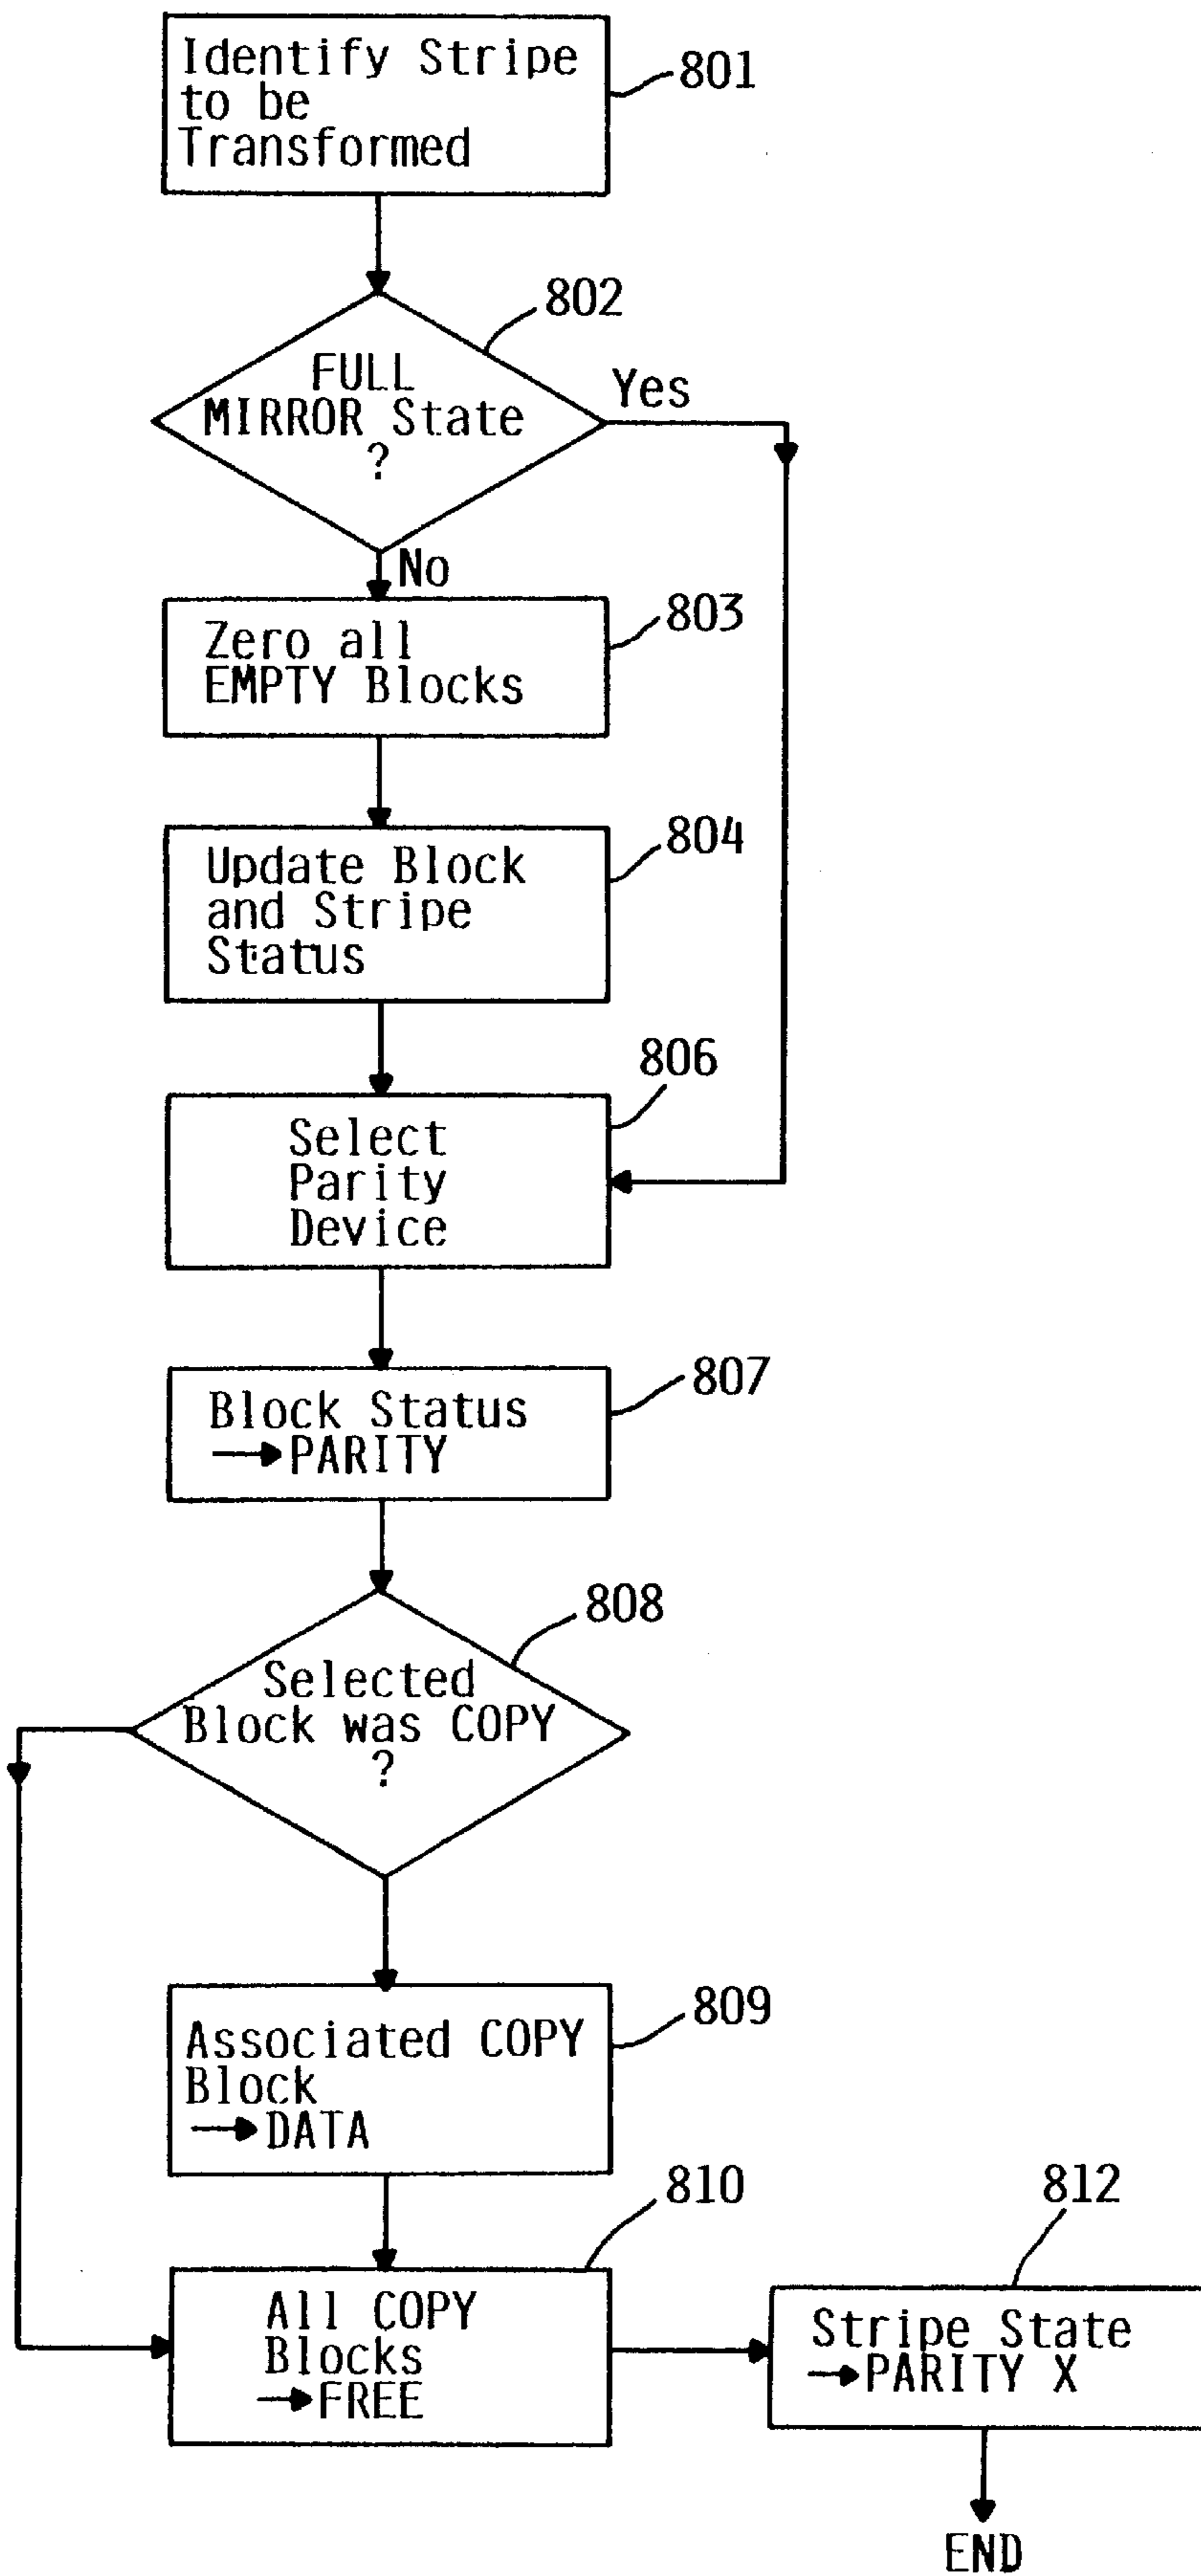 Identify Stripe
to be
Transformed
801
802
FULL
MIRROR State
?
Yes
No
803
Zero all
EMPTY Blocks
804
Update Block
and Stripe
Status
806
Select
Parity
Device
807
Block Status
→PARITY
808
Selected
Block was COPY
?
809
Associated COPY
Block
→DATA
810
All COPY
Blocks
→FREE
812
Stripe State
→PARITY X
END